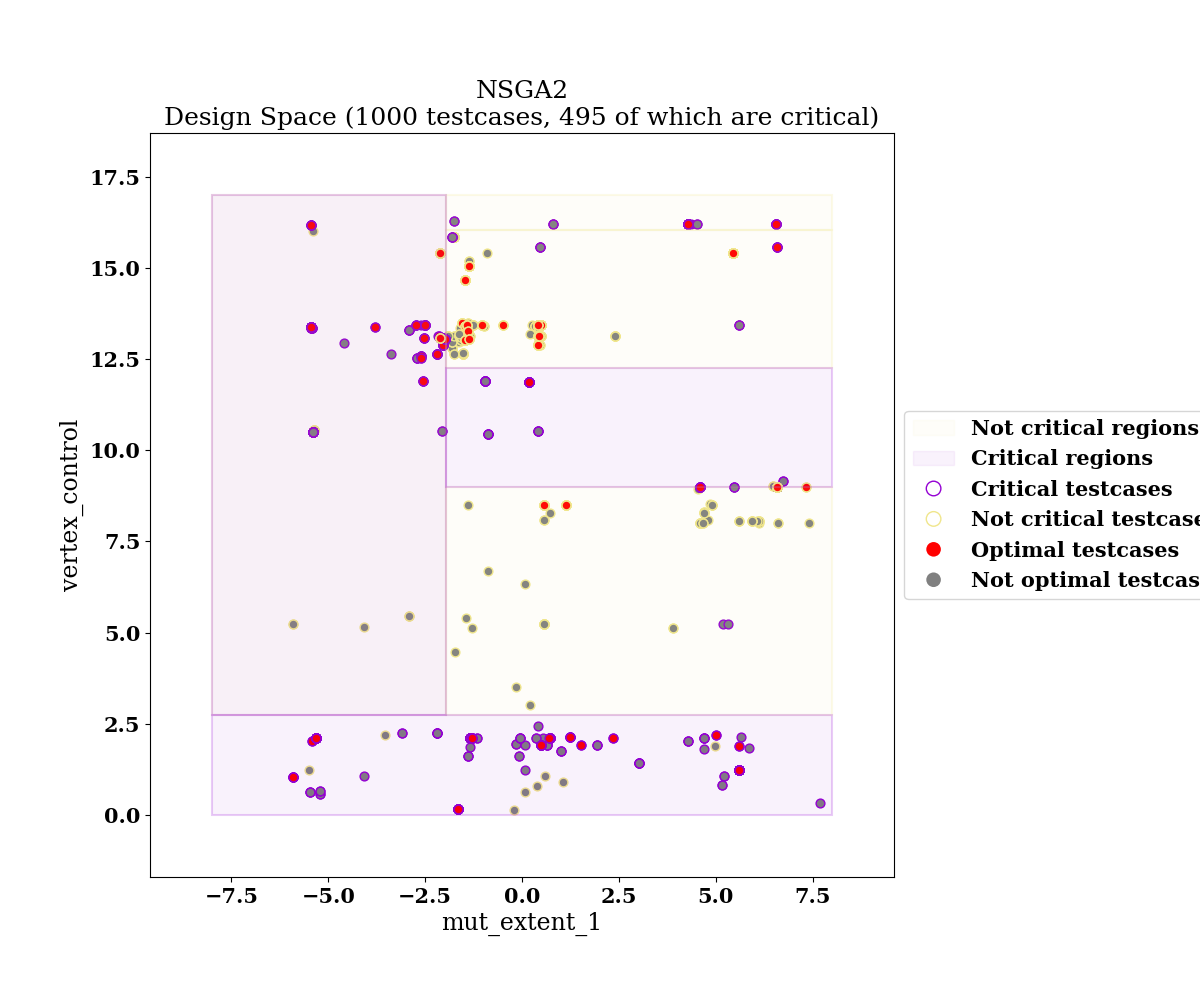 NSGA2
Design Space (1000 testcases, 495 of which are critical)
17.5
15.0
12.5
10.0
7.5
5.0
2.5
0.0
vertex_control
−7.5 −5.0 −2.5 0.0 2.5 5.0 7.5
mut_extent_1
Not critical regions
Critical regions
Critical testcases
Not critical testcase
Optimal testcases
Not optimal testcas